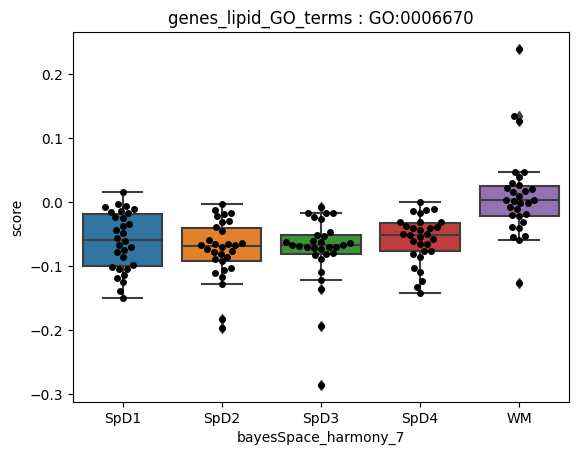 genes_lipid_GO_terms : GO:0006670
0.2
0.1
0.0
−0.1
−0.2
−0.3
score
SpD1 SpD2 SpD3 SpD4 WM
bayesSpace_harmony_7